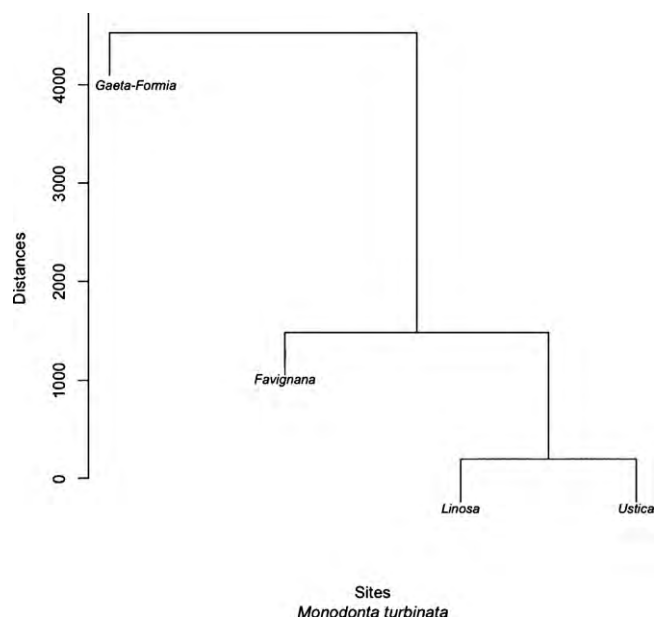 4000
Gaeta-Formia
3000
Distances
2000
1000
Favignana
0
Linosa
Ustica
Sites
Monodonta turbinata